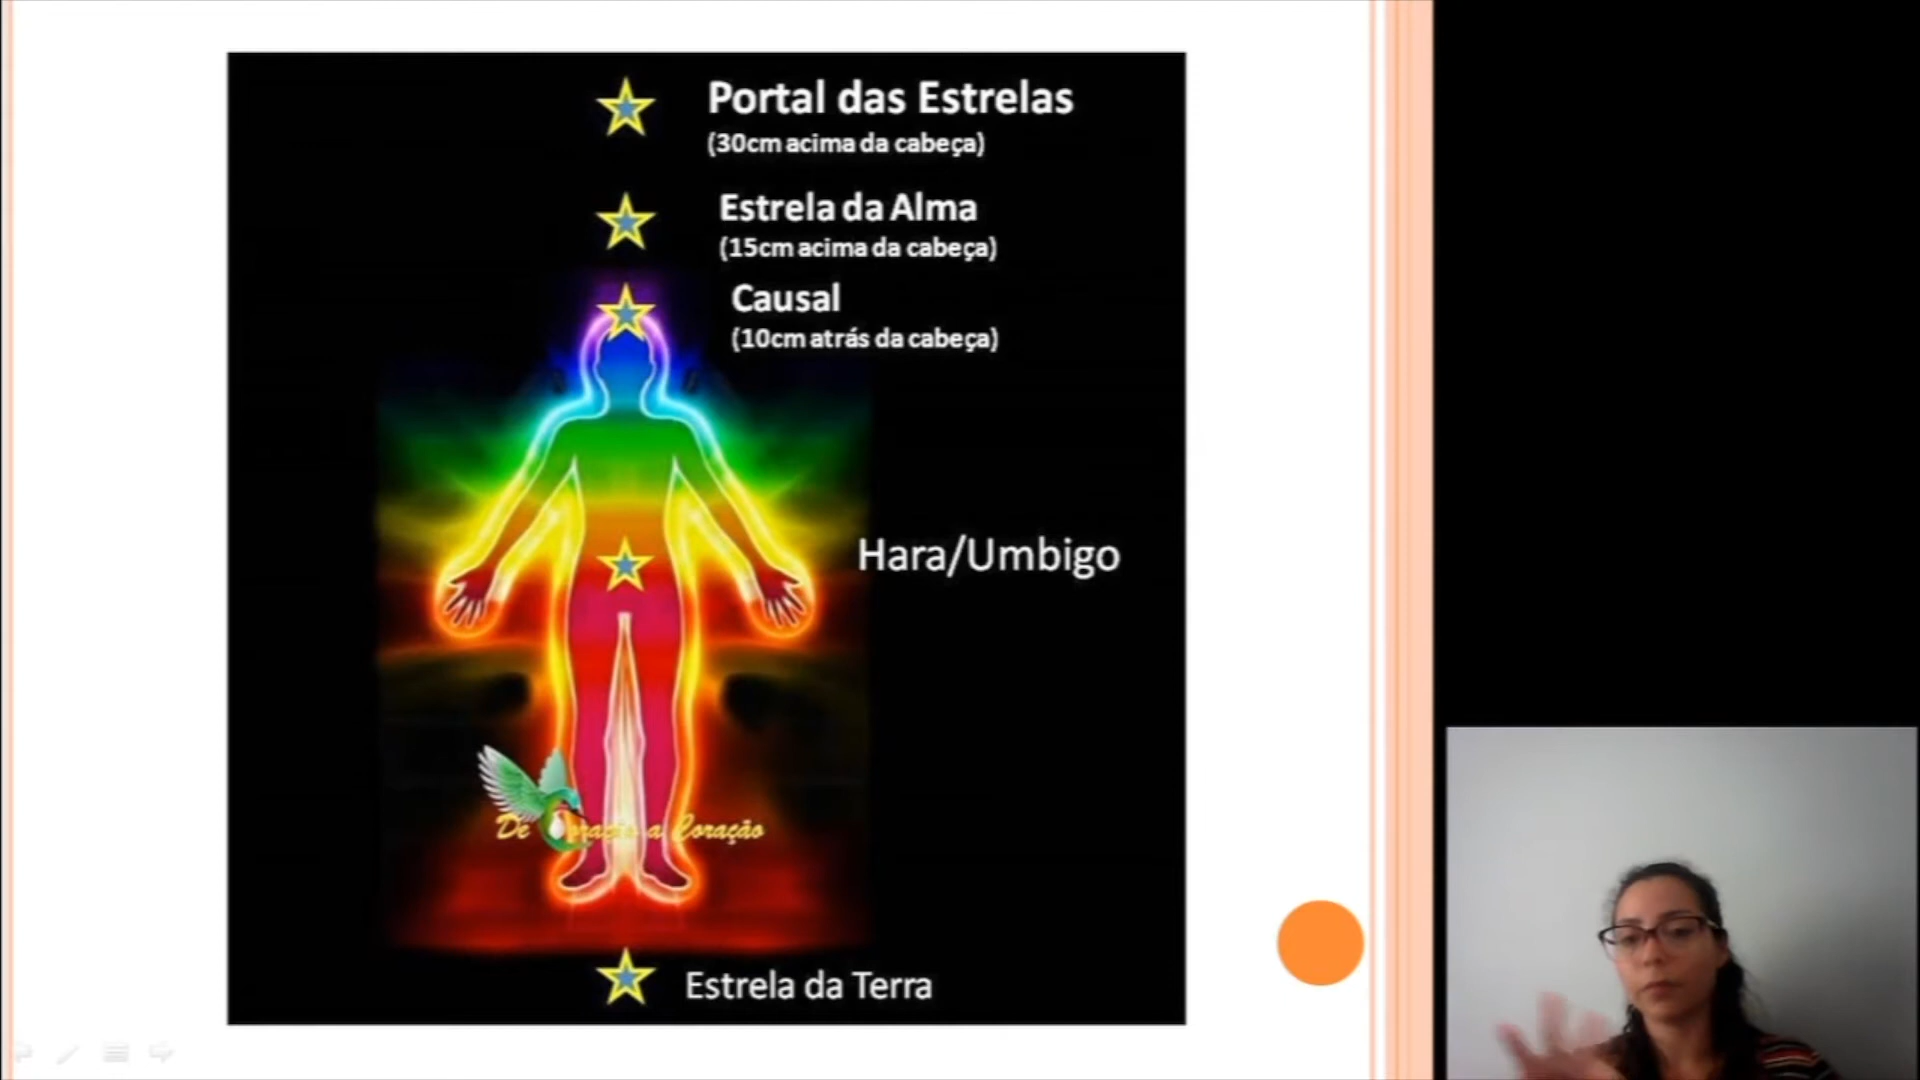 Portal das Estrelas
(30cm acima da cabeça)
Estrela da Alma
(15cm acima da cabeça)
Causal
(10cm atrás da cabeça)
Hara/Umbigo
De Coração a Coração
Estrela da Terra